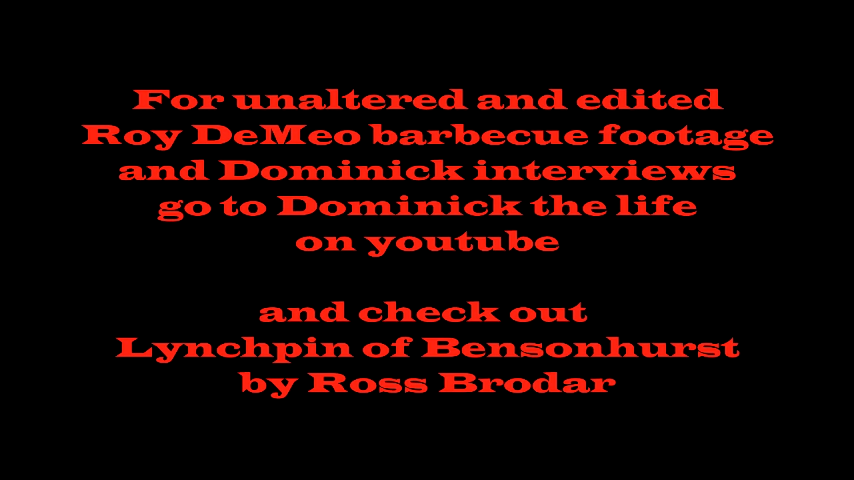 For unaltered and edited
Roy DeMeo barbecue footage
and Dominick interviews
go to Dominick the life
on youtube
and check out
Lynchpin of Bensonhurst
by Ross Brodar